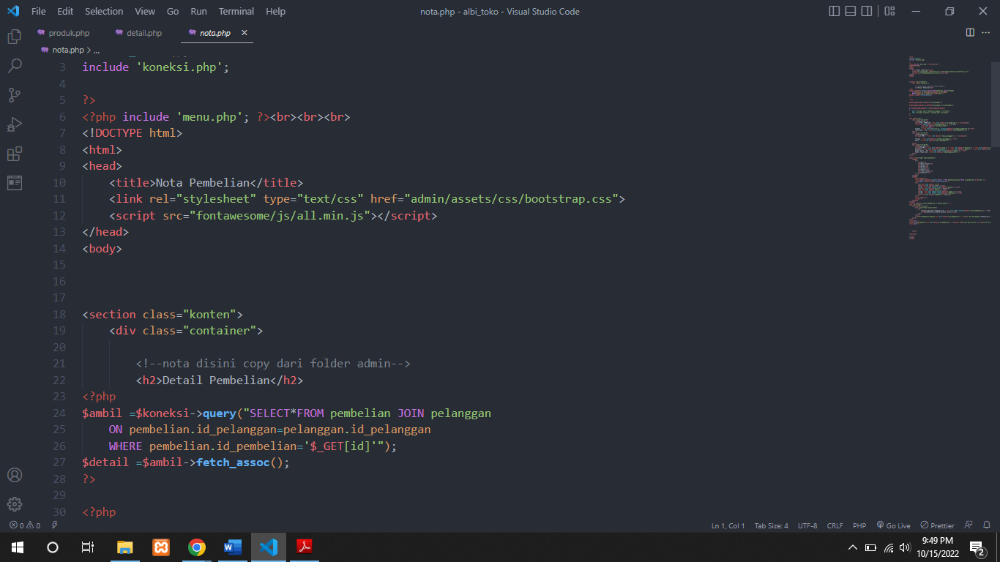 File Edit Selection View Go Run Terminal Help nota.php - albi_toko - Visual Studio Code
produk.php detail.php nota.php
nota.php > ...
3 include 'koneksi.php';
4
5 ?>
6 <?php include 'menu.php'; ?><br><br><br>
7 <!DOCTYPE html>
8 <html>
9 <head>
10 <title>Nota Pembelian</title>
11 <link rel="stylesheet" type="text/css" href="admin/assets/css/bootstrap.css">
12 <script src="fontawesome/js/all.min.js"></script>
13 </head>
14 <body>
15
16
17
18 <section class="konten">
19 <div class="container">
20
21 <!--nota disini copy dari folder admin-->
22 <h2>Detail Pembelian</h2>
23 <?php
24 $ambil =$koneksi->query("SELECT*FROM pembelian JOIN pelanggan
25 ON pembelian.id_pelanggan=pelanggan.id_pelanggan
26 WHERE pembelian.id_pembelian='$_GET[id]'");
27 $detail =$ambil->fetch_assoc();
28 ?>
29
30 <?php
0 0 Ln 1, Col 1 Tab Size: 4 UTF-8 CRLF PHP Go Live Prettier
9:49 PM
10/15/2022
2